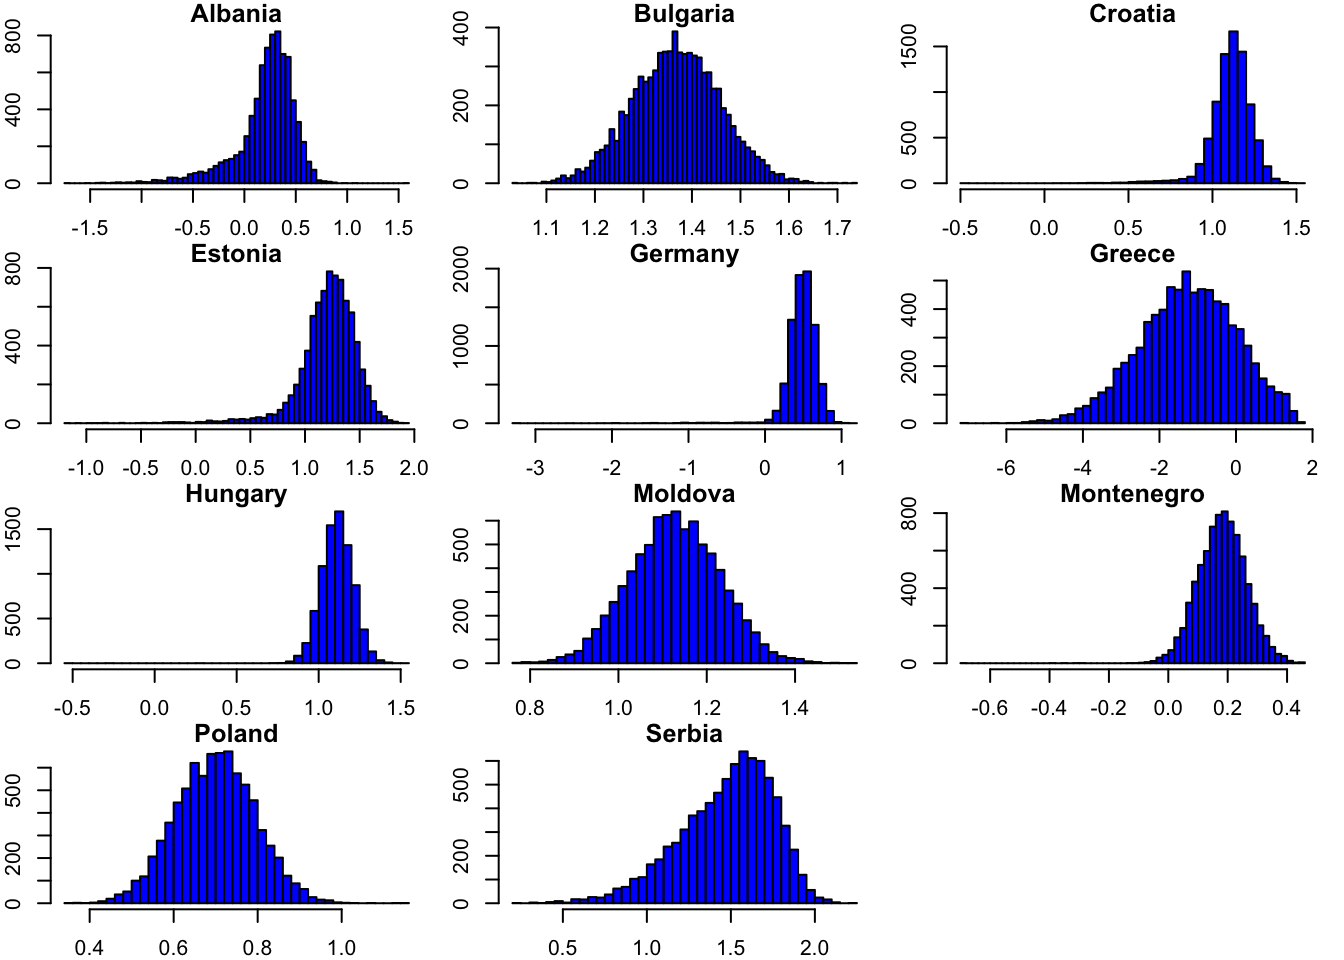 Albania Bulgaria Croatia
0 400 800
0 200 400
0 500 1500
-1.5 -0.5 0.0 0.5 1.0 1.5
1.1 1.2 1.3 1.4 1.5 1.6 1.7
-0.5 0.0 0.5 1.0 1.5
Estonia Germany Greece
0 400 800
0 1000 2000
0 200 400
-1.0 -0.5 0.0 0.5 1.0 1.5 2.0
-3 -2 -1 0 1
-6 -4 -2 0 2
Hungary Moldova Montenegro
0 500 1500
0 200 500
0 400 800
-0.5 0.0 0.5 1.0 1.5
0.8 1.0 1.2 1.4
-0.6 -0.4 -0.2 0.0 0.2 0.4
Poland Serbia
0 200 500
0 200 500
0.4 0.6 0.8 1.0
0.5 1.0 1.5 2.0